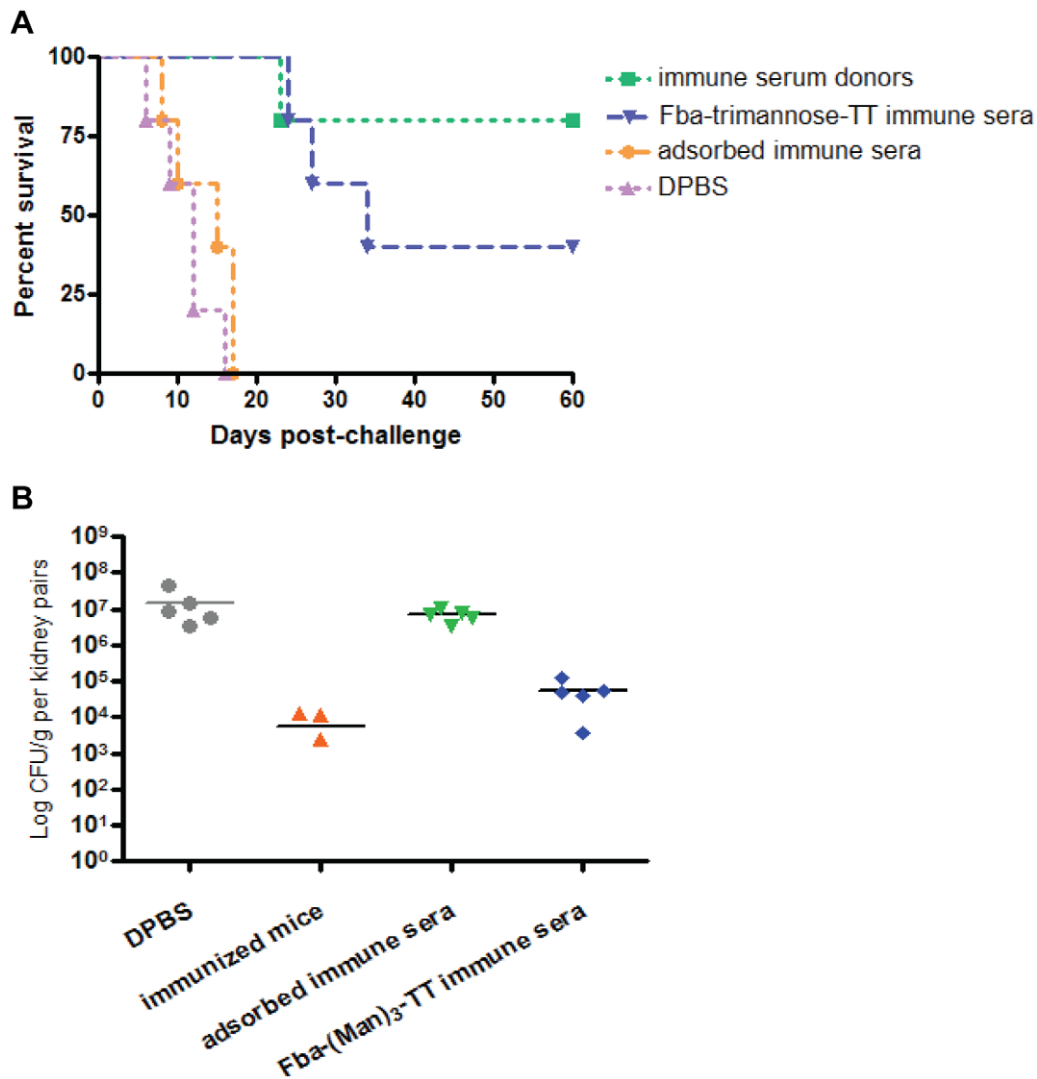 A
100
75
50
25
0
0 10 20 30 40 50 60
Percent survival
Days post-challenge
immune serum donors
Fba-trimannose-TT immune sera
adsorbed immune sera
DPBS
B
10⁹
10⁸
10⁷
10⁶
10⁵
10⁴
10³
10²
10¹
10⁰
Log CFU/g per kidney pairs
DPBS
immunized mice
adsorbed immune sera
Fba-(Man)₃-TT immune sera